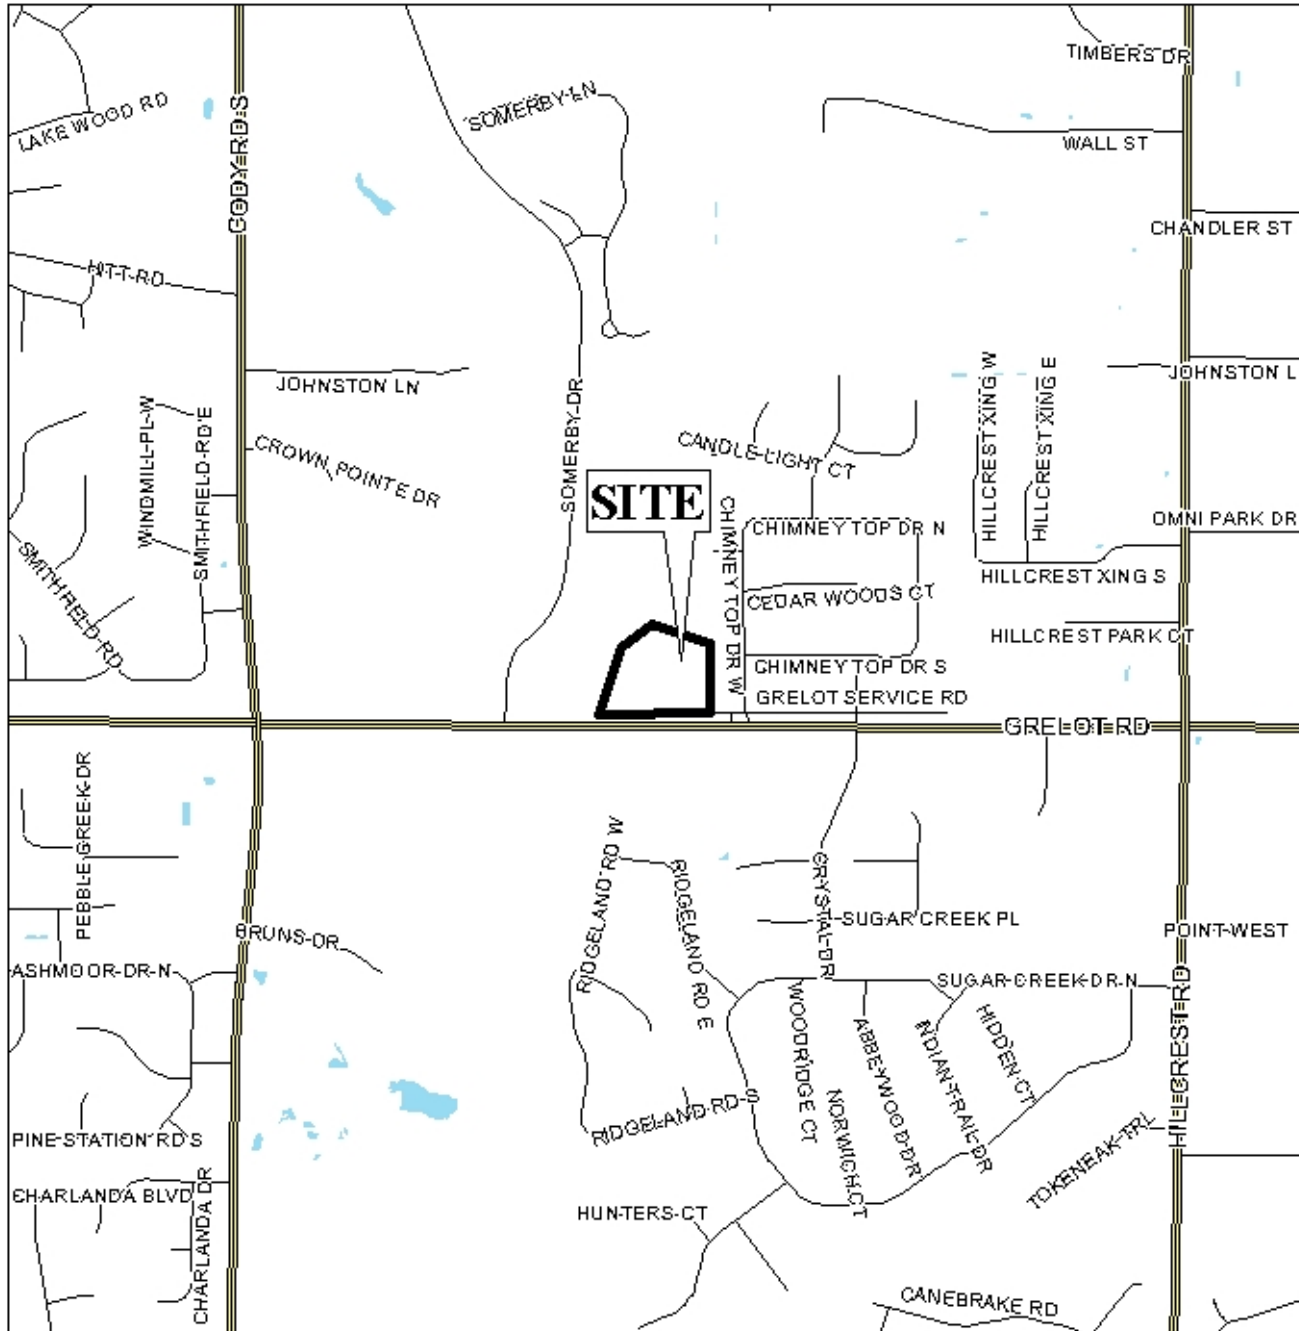 TIMBERS DR
LAKE WOOD RD
SOMERBY LN
CODY RD S
WALL ST
CHANDLER ST
HITT RD
JOHNSTON LN
JOHNSTON L
HILLCREST XING W
HILLCREST XING E
WINDMILL PL W
SMITHFIELD RD E
CROWN POINTE DR
SOMERBY DR
CANDLE LIGHT CT
SITE
CHIMNEY TOP DR W
CHIMNEY TOP DR N
OMNI PARK DR
SMITHFIELD RD
HILLCREST XING S
CEDAR WOODS CT
HILLCREST PARK CT
CHIMNEY TOP DR S
GRELOT SERVICE RD
GRELOT RD
PEBBLE CREEK DR
RIDGELAND RD W
RIDGELAND RD E
CRYSTAL DR
SUGAR CREEK PL
POINT WEST
BRUNS DR
ASHMOOR DR N
SUGAR CREEK DR N
HILLCREST RD
WOODRIDGE CT
ABBEYWOOD DR
INDIAN TRAIL DR
HIDDEN CT
NORWICH CT
RIDGELAND RD S
PINE STATION RD S
TOKENEAK TRL
CHARLANDA BLVD
CHARLANDA DR
HUNTERS CT
CANEBRAKE RD